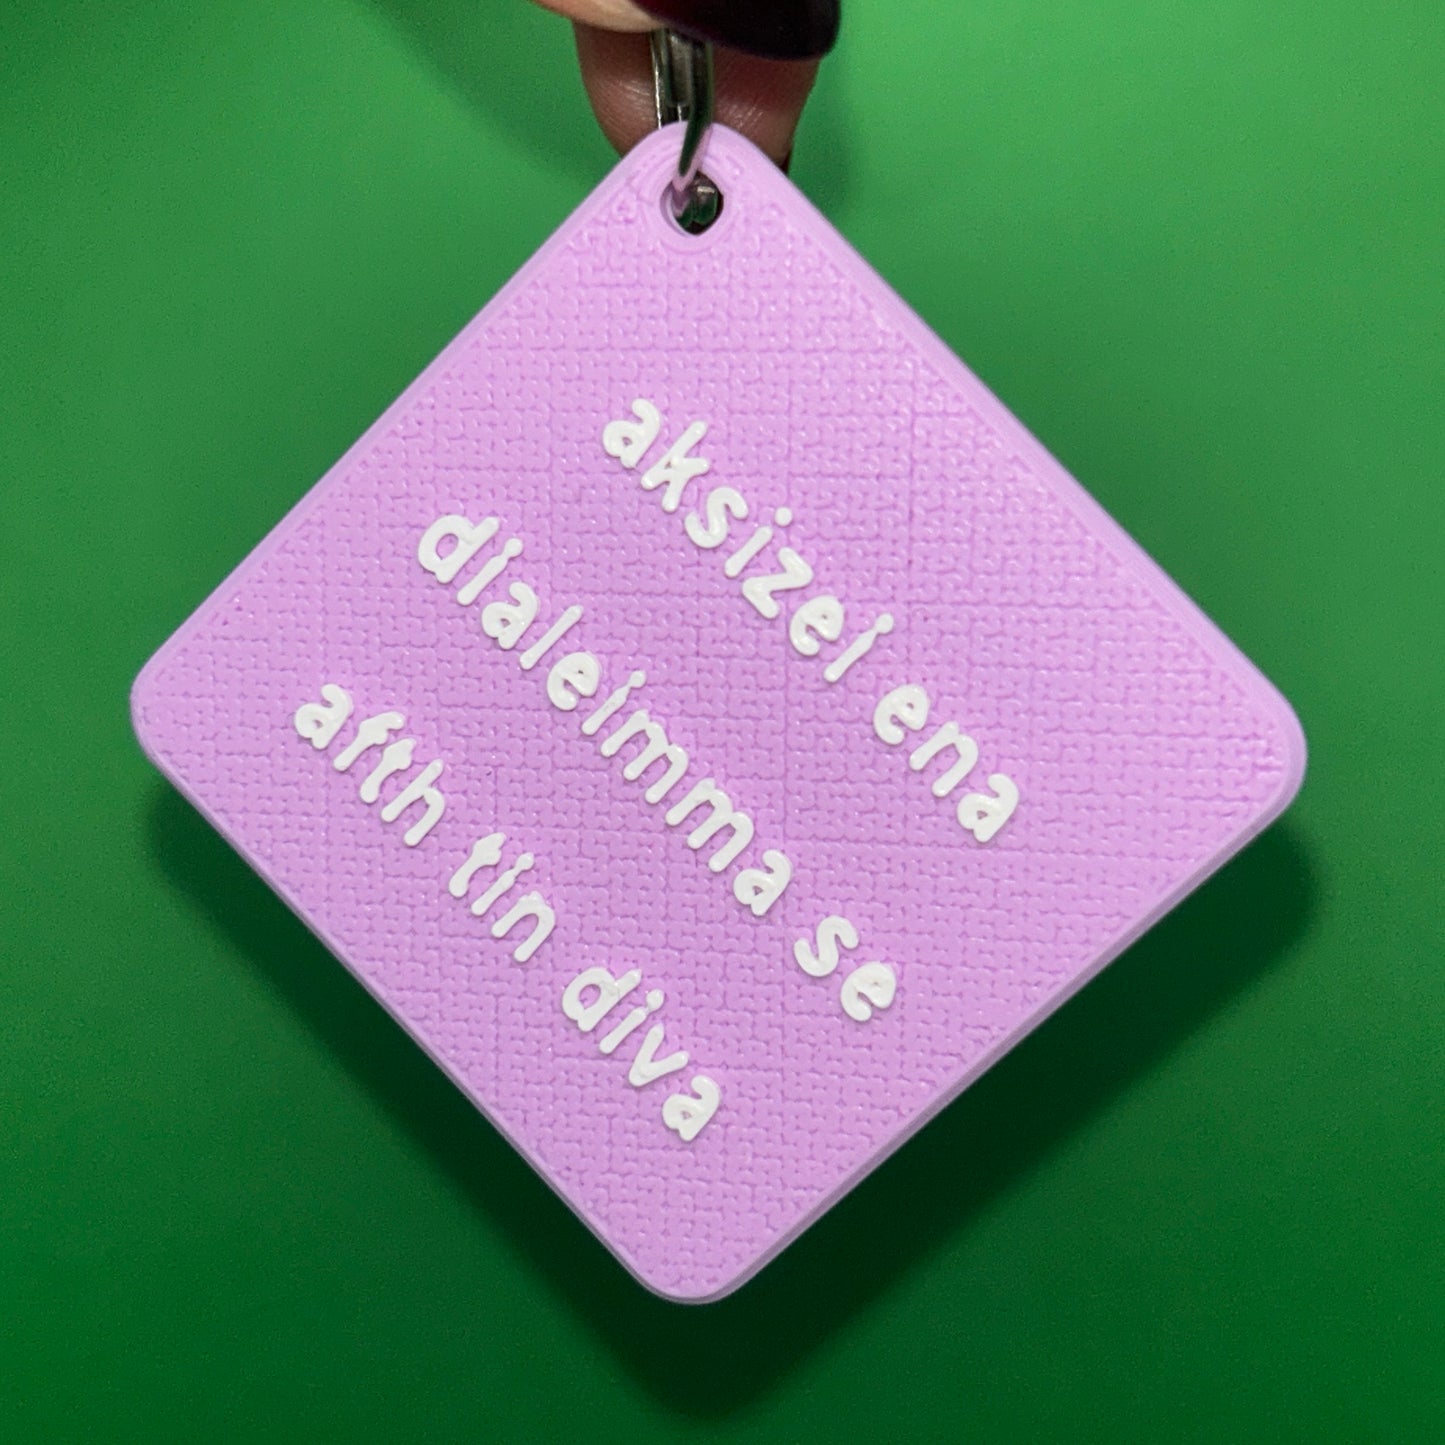 aksizei ena
dialeimma se
afth tin diva